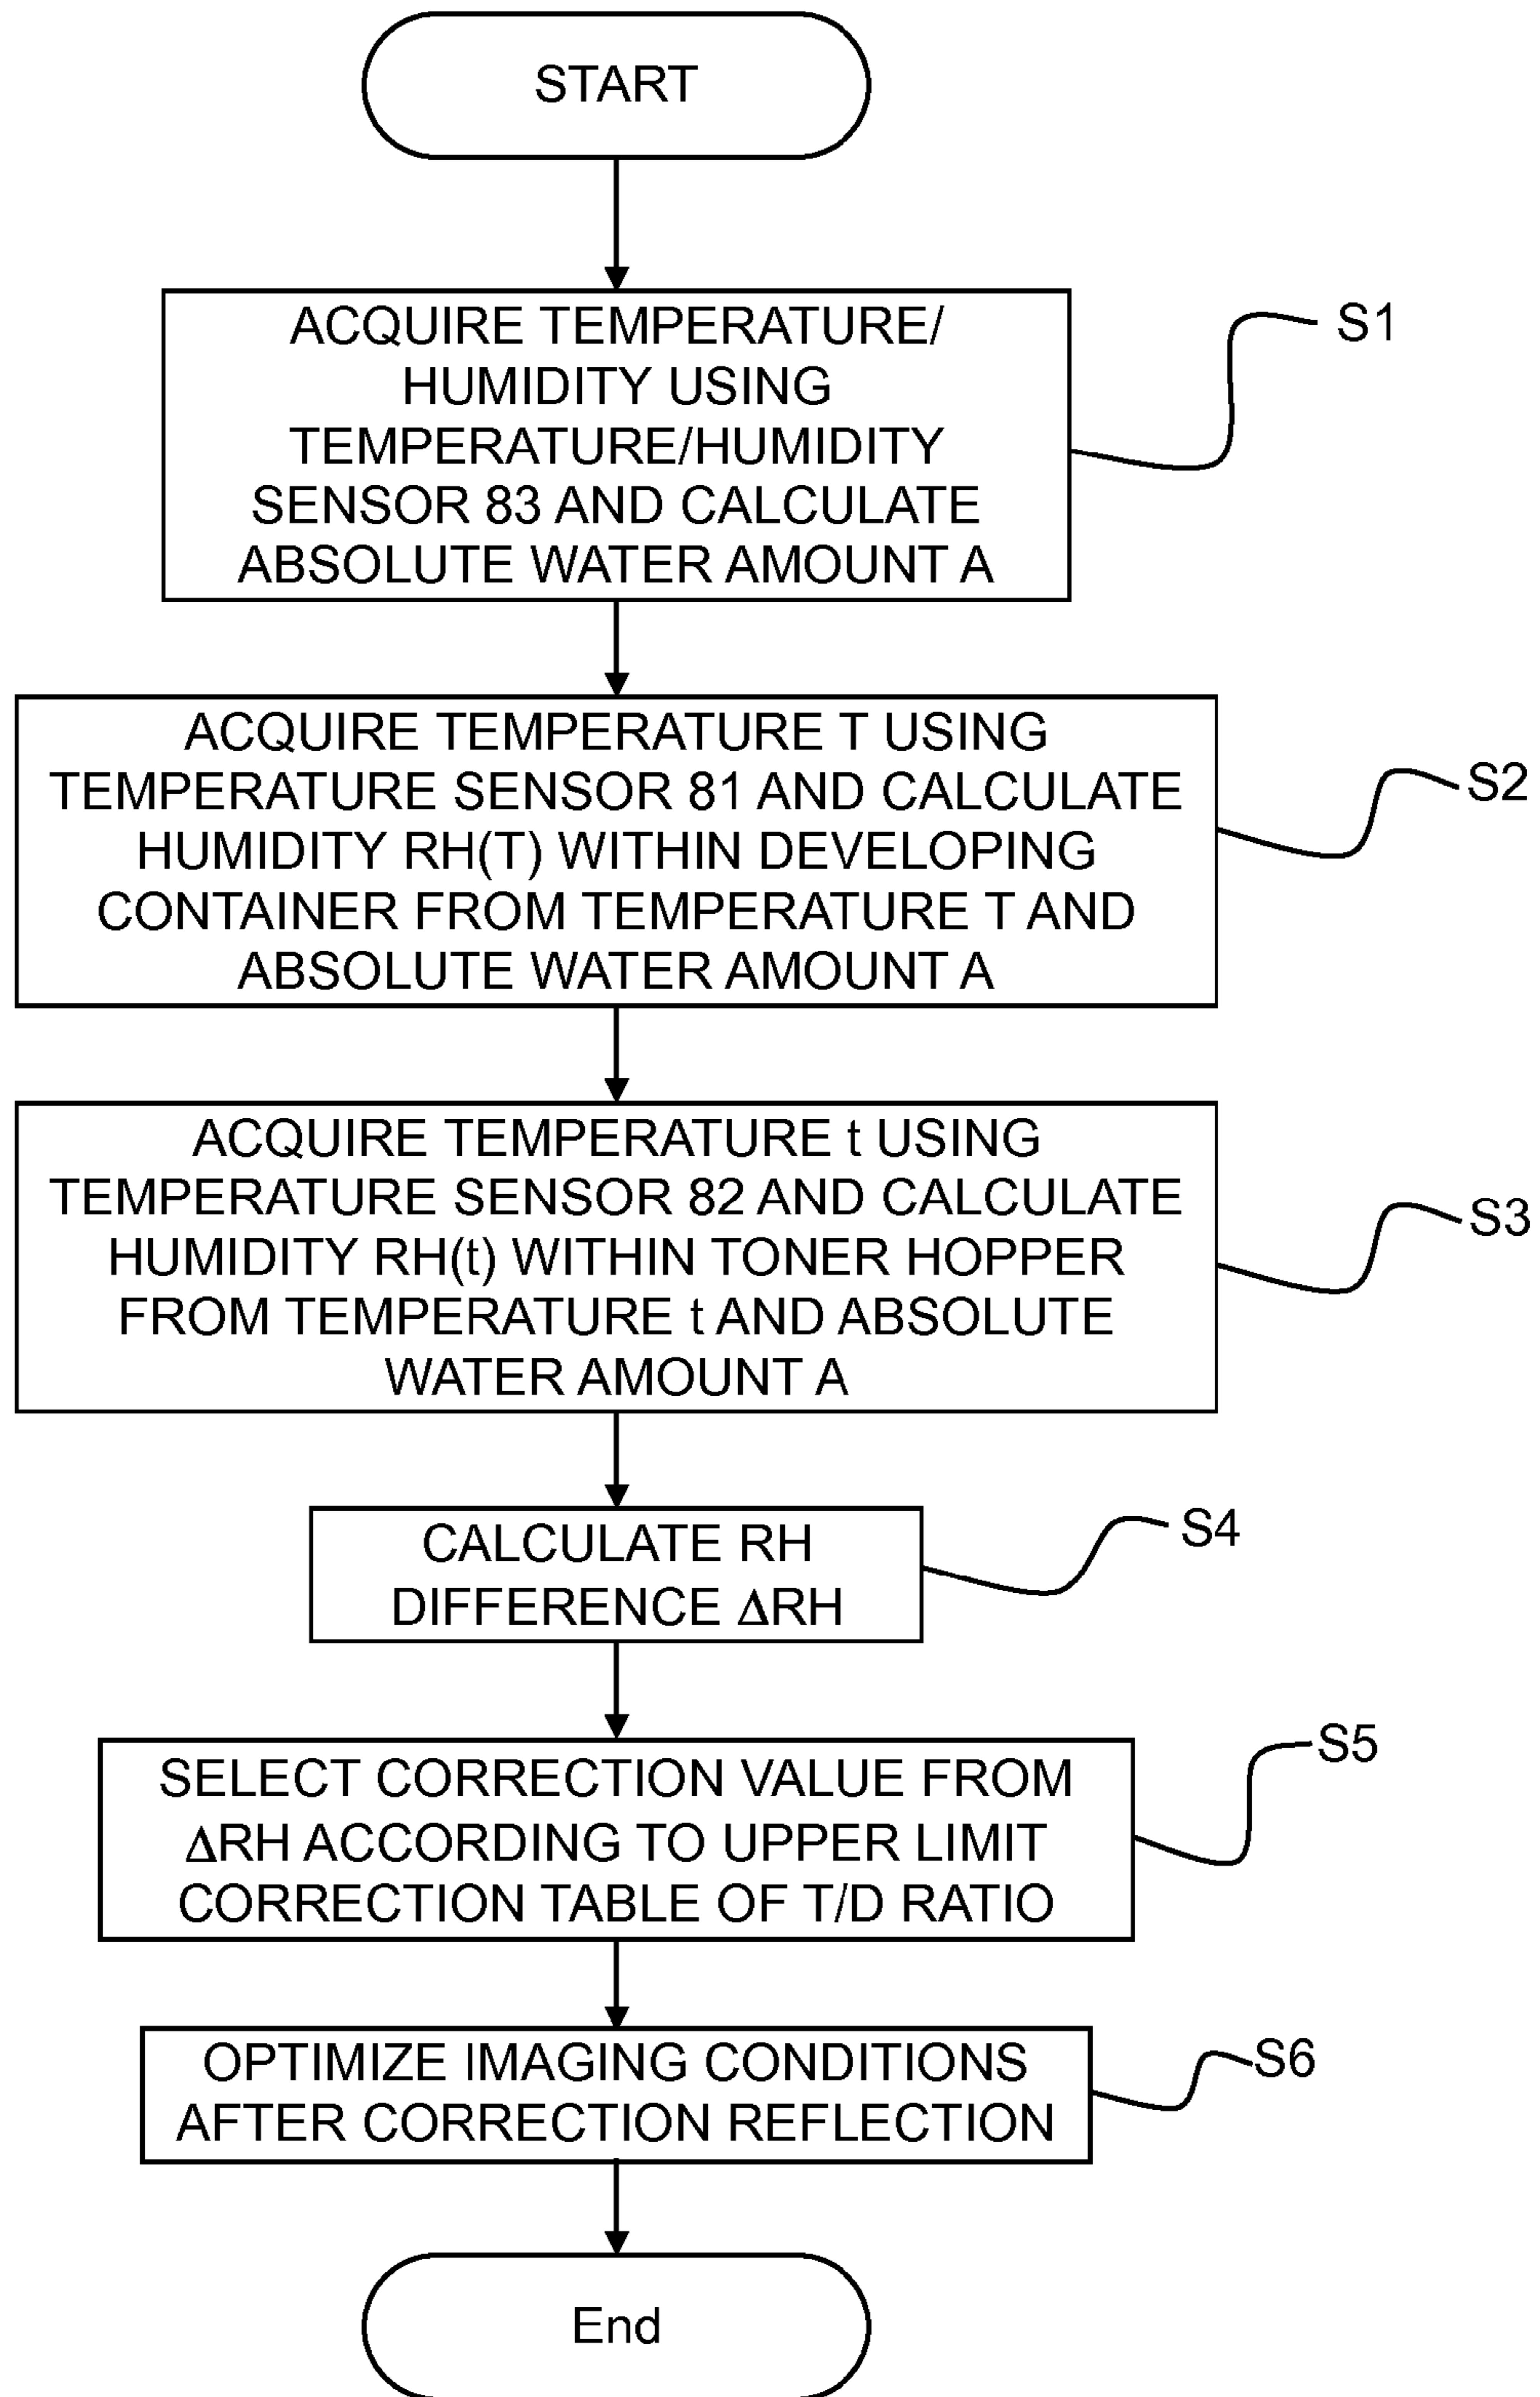 START
ACQUIRE TEMPERATURE/
HUMIDITY USING
TEMPERATURE/HUMIDITY
SENSOR 83 AND CALCULATE
ABSOLUTE WATER AMOUNT A
S1
ACQUIRE TEMPERATURE T USING
TEMPERATURE SENSOR 81 AND CALCULATE
HUMIDITY RH(T) WITHIN DEVELOPING
CONTAINER FROM TEMPERATURE T AND
ABSOLUTE WATER AMOUNT A
S2
ACQUIRE TEMPERATURE t USING
TEMPERATURE SENSOR 82 AND CALCULATE
HUMIDITY RH(t) WITHIN TONER HOPPER
FROM TEMPERATURE t AND ABSOLUTE
WATER AMOUNT A
S3
CALCULATE RH
DIFFERENCE ΔRH
S4
SELECT CORRECTION VALUE FROM
ΔRH ACCORDING TO UPPER LIMIT
CORRECTION TABLE OF T/D RATIO
S5
OPTIMIZE IMAGING CONDITIONS
AFTER CORRECTION REFLECTION
S6
End